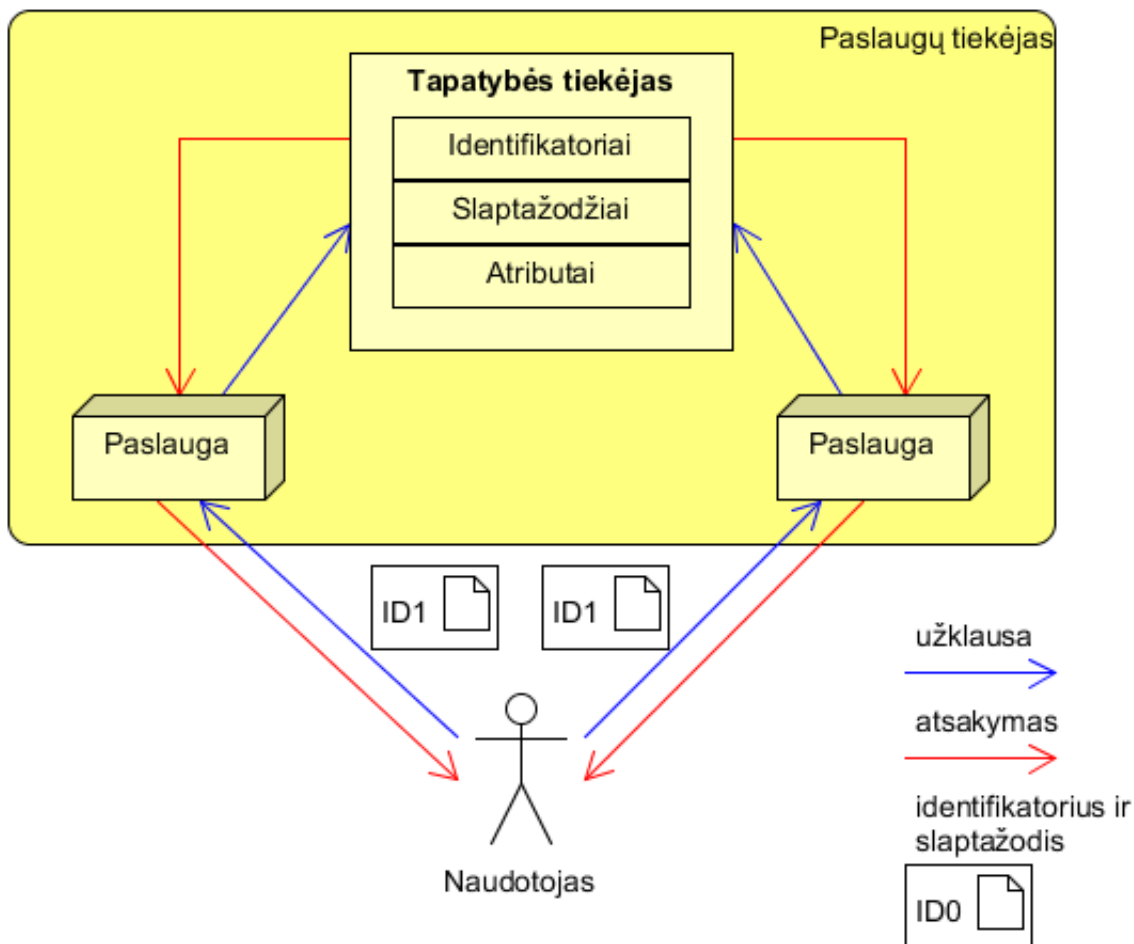 Paslaugų tiekėjas
Tapatybės tiekėjas
Identifikatoriai
Slaptažodžiai
Atributai
Paslauga
Paslauga
ID1
ID1
užklausa
atsakymas
identifikatorius ir
slaptažodis
Naudotojas
ID0